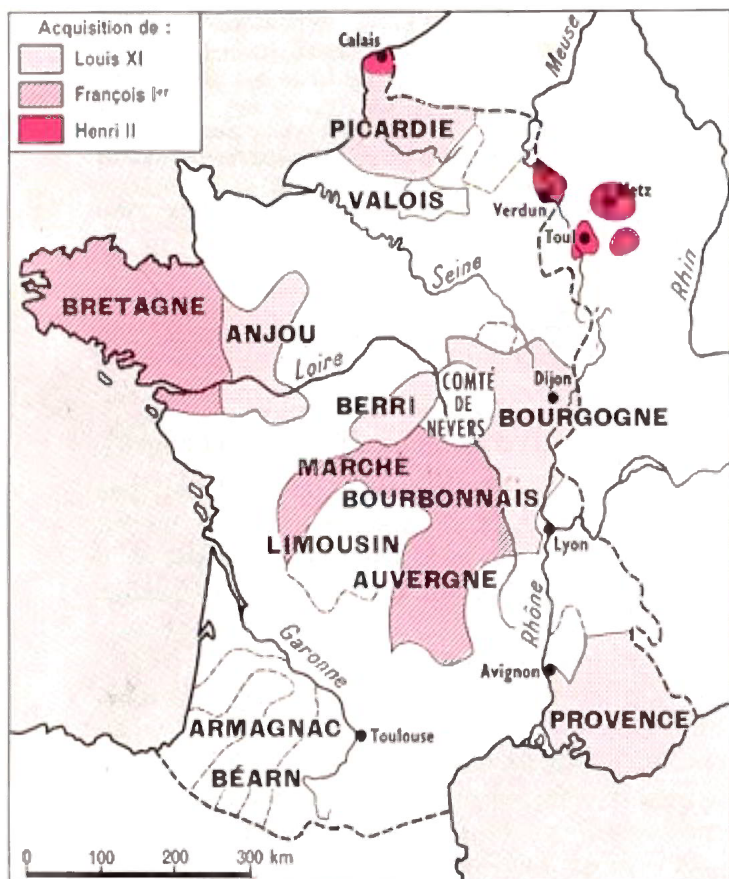 Acquisition de :
Louis XI
François Ier
Henri II
Calais
Meuse
PICARDIE
VALOIS
Verdun
Metz
Toul
Rhin
Seine
BRETAGNE
ANJOU
Loire
BERRI
COMTÉ
DE
NEVERS
Dijon
BOURGOGNE
MARCHE
BOURBONNAIS
LIMOUSIN
AUVERGNE
Lyon
Rhône
Garonne
Avignon
PROVENCE
ARMAGNAC
Toulouse
BÉARN
0 100 200 300 km